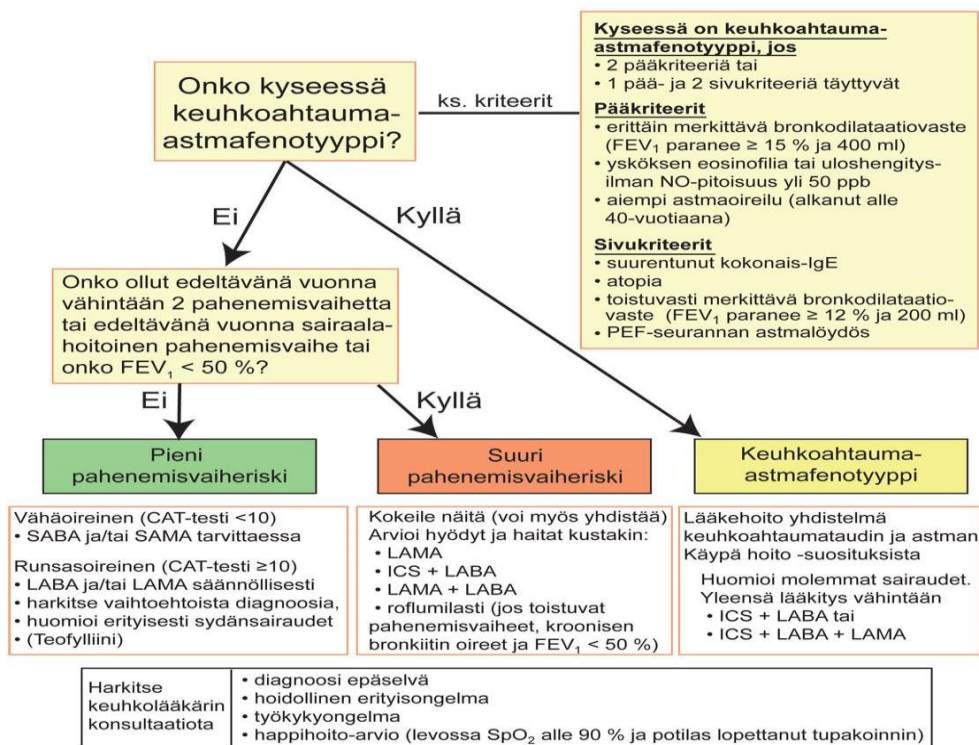 Onko kyseessä
keuhkoahtauma-
astmafenotyyppi?
ks. kriteerit
Kyseessä on keuhkoahtauma-
astmafenotyyppi, jos
• 2 pääkriteeriä tai
• 1 pää- ja 2 sivukriteeriä täyttyvät
Pääkriteerit
• erittäin merkittävä bronkodilataatiovaste
(FEV₁ paranee ≥ 15 % ja 400 ml)
• ysköksen eosinofilia tai uloshengitys-
ilman NO-pitoisuus yli 50 ppb
• aiempi astmaoireilu (alkanut alle
40-vuotiaana)
Sivukriteerit
• suurentunut kokonais-IgE
• atopia
• toistuvasti merkittävä bronkodilataatio-
vaste (FEV₁ paranee ≥ 12 % ja 200 ml)
• PEF-seurannan astmalöydös
Ei
Kyllä
Onko ollut edeltävänä vuonna
vähintään 2 pahenemisvaihetta
tai edeltävänä vuonna sairaala-
hoitoinen pahenemisvaihe tai
onko FEV₁ < 50 %?
Ei
Kyllä
Pieni
pahenemisvaiheriski
Suuri
pahenemisvaiheriski
Keuhkoahtauma-
astmafenotyyppi
Vähäoireinen (CAT-testi <10)
• SABA ja/tai SAMA tarvittaessa
Runsasoireinen (CAT-testi ≥10)
• LABA ja/tai LAMA säännöllisesti
• harkitse vaihtoehtoista diagnoosia,
• huomioi erityisesti sydänsairaudet
• (Teofylliini)
Kokeile näitä (voi myös yhdistää)
Arvioi hyödyt ja haitat kustakin:
• LAMA
• ICS + LABA
• LAMA + LABA
• roflumilasti (jos toistuvat
pahenemisvaiheet, kroonisen
bronkiitin oireet ja FEV₁ < 50 %)
Lääkehoito yhdistelmä
keuhkoahtaumataudin ja astman
Käypä hoito -suosituksista
Huomioi molemmat sairaudet.
Yleensä lääkitys vähintään
• ICS + LABA tai
• ICS + LABA + LAMA
Harkitse
keuhkolääkärin
konsultaatiota
• diagnoosi epäselvä
• hoidollinen erityisongelma
• työkykyongelma
• happihoito-arvio (levossa SpO₂ alle 90 % ja potilas lopettanut tupakoinnin)